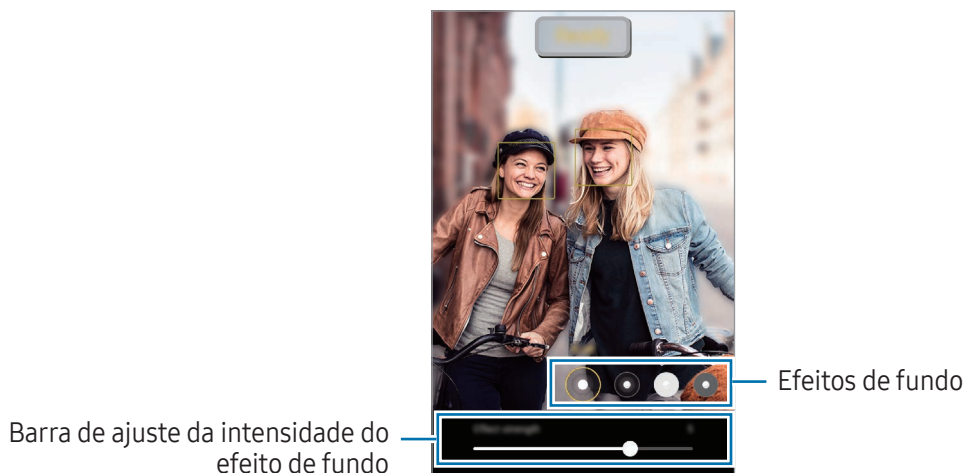 Efeitos de fundo
Barra de ajuste da intensidade do
efeito de fundo